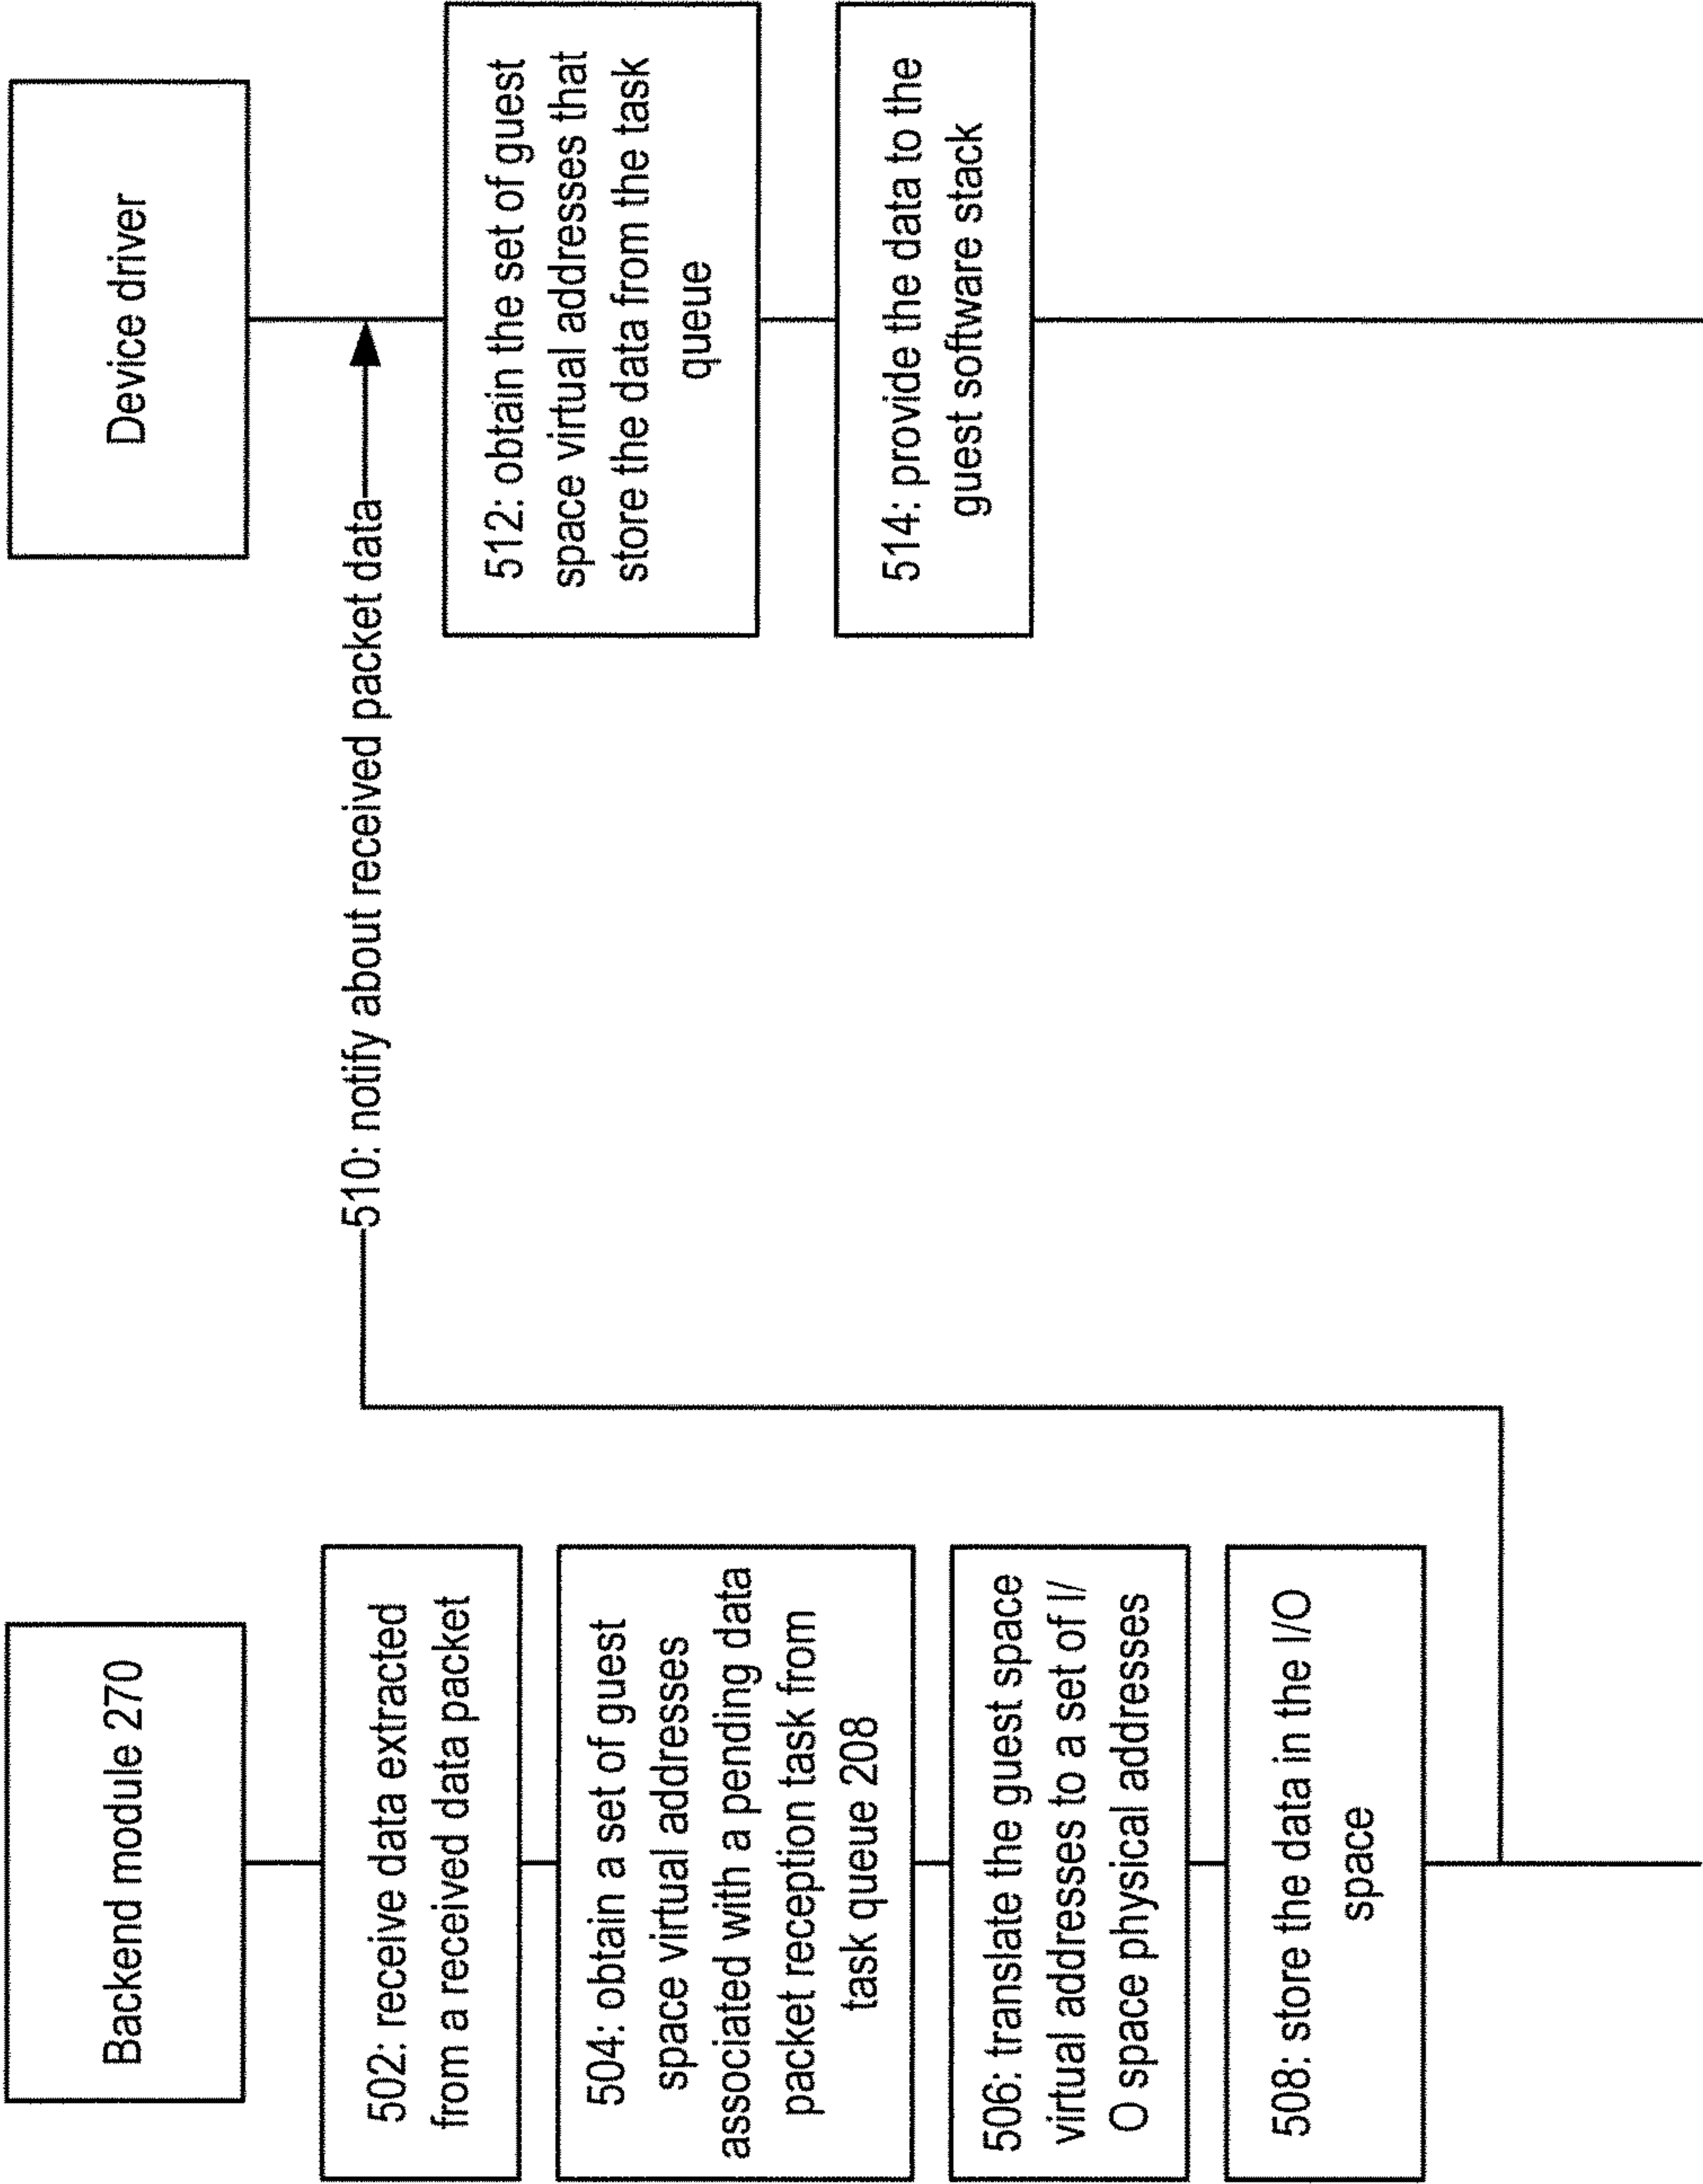 Backend module 270
502: receive data extracted
from a received data packet
504: obtain a set of guest
space virtual addresses
associated with a pending data
packet reception task from
task queue 208
506: translate the guest space
virtual addresses to a set of I/
O space physical addresses
508: store the data in the I/O
space
510: notify about received packet data
Device driver
512: obtain the set of guest
space virtual addresses that
store the data from the task
queue
514: provide the data to the
guest software stack